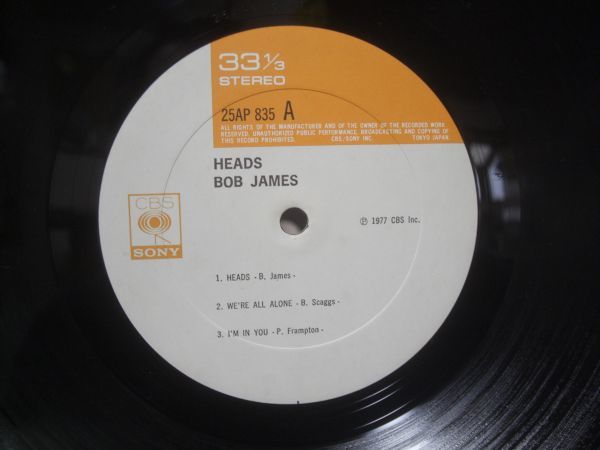 33 1/3
STEREO
25AP 835 A
ALL RIGHTS OF THE MANUFACTURER AND OF THE OWNER OF THE RECORDED WORK
RESERVED. UNAUTHORIZED PUBLIC PERFORMANCE, BROADCASTING AND COPYING OF
THIS RECORD PROHIBITED. CBS/SONY INC. TOKYO JAPAN
HEADS
BOB JAMES
CBS
SONY
℗ 1977 CBS Inc.
1. HEADS - B. James -
2. WE'RE ALL ALONE - B. Scaggs -
3. I'M IN YOU - P. Frampton -